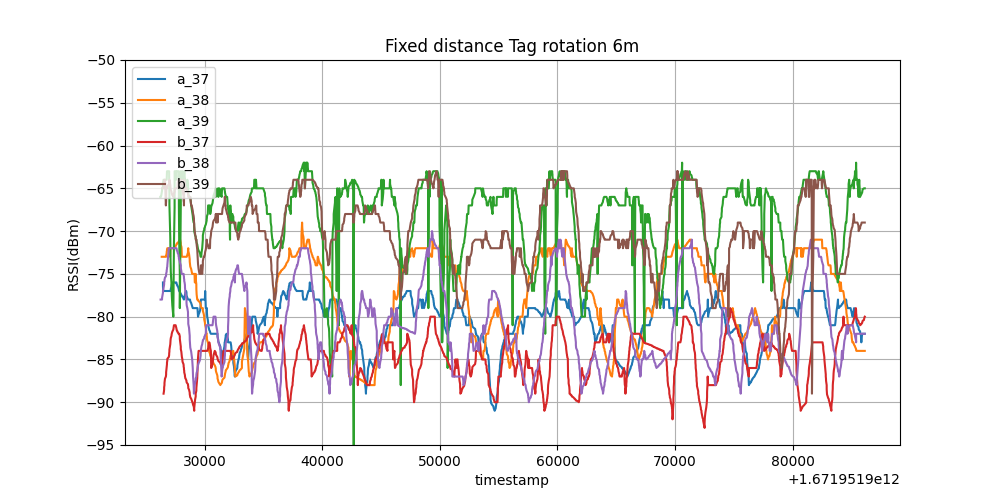 Fixed distance Tag rotation 6m
−50
−55
−60
−65
−70
−75
−80
−85
−90
−95
RSSI(dBm)
a_37
a_38
a_39
b_37
b_38
b_39
30000 40000 50000 60000 70000 80000
timestamp
+1.6719519e12